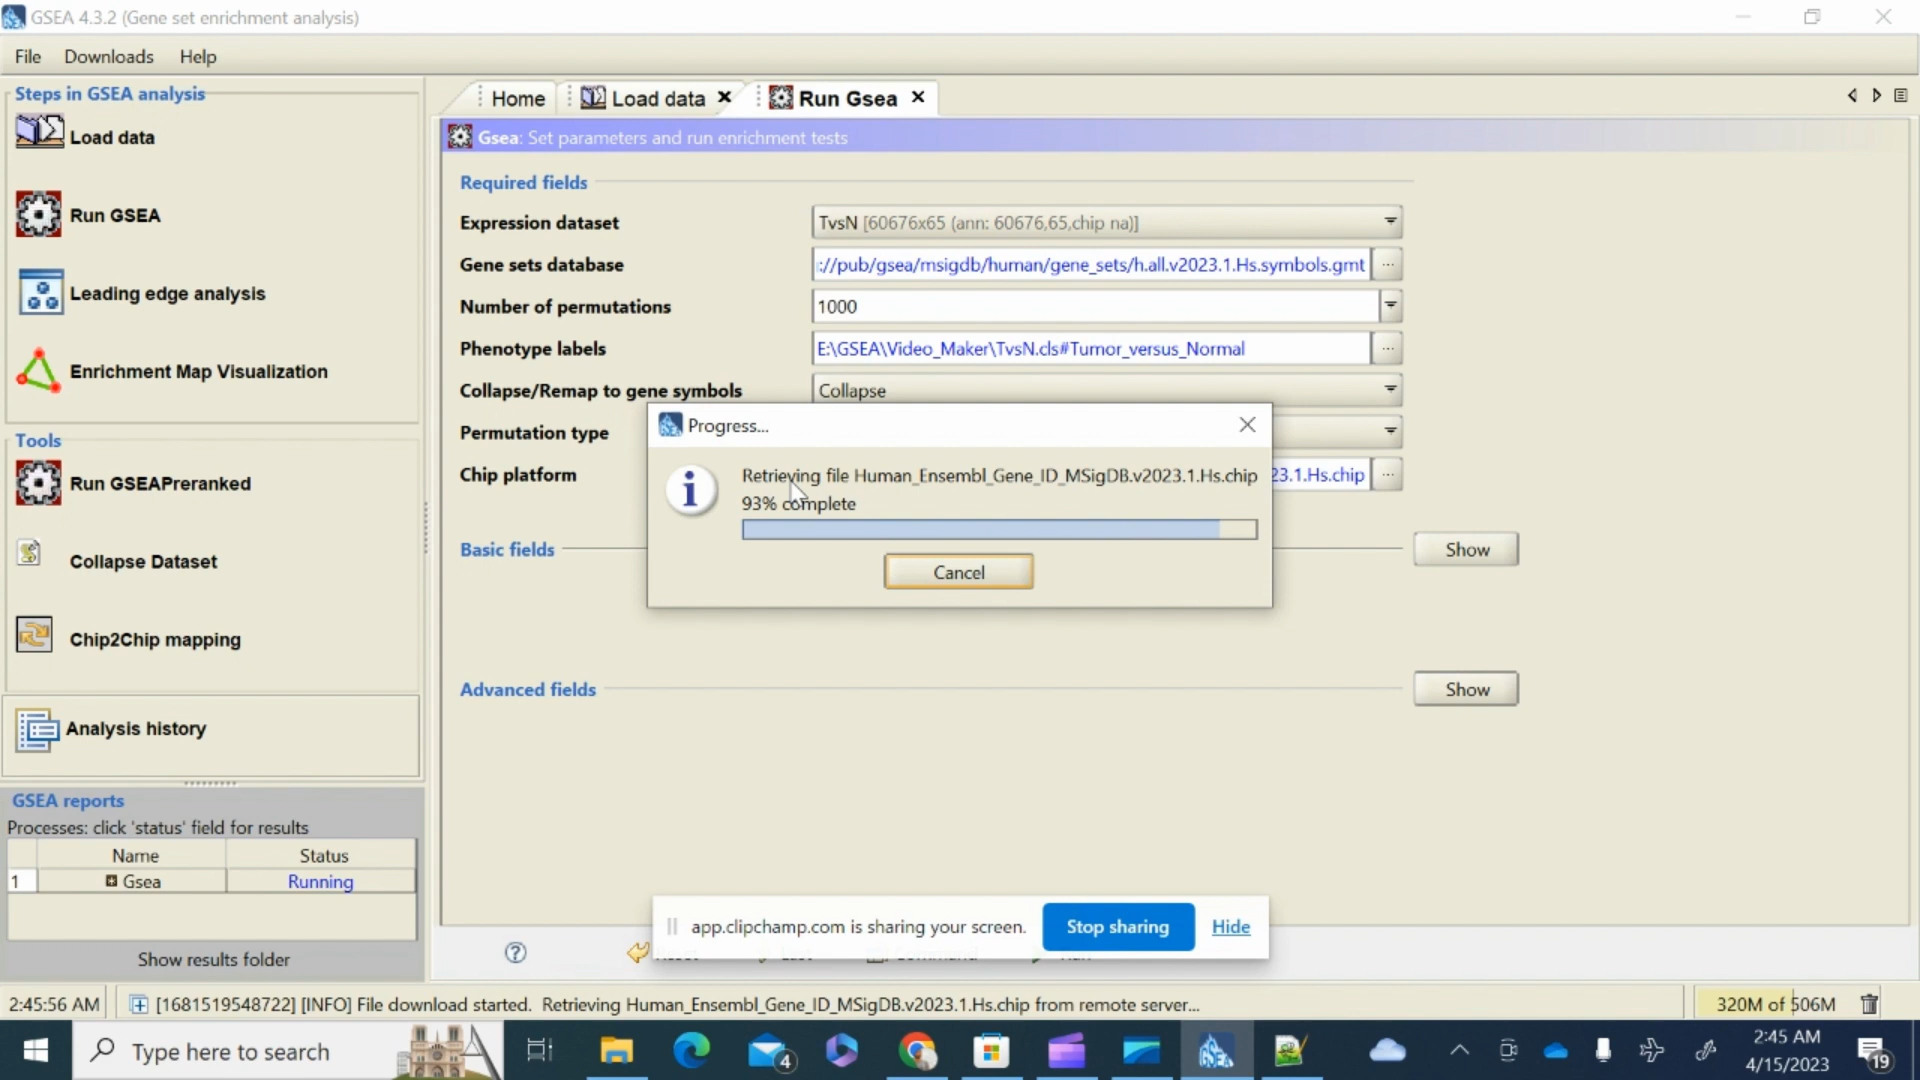 GSEA 4.3.2 (Gene set enrichment analysis)
File Downloads Help
Steps in GSEA analysis
Load data
Run GSEA
Leading edge analysis
Enrichment Map Visualization
Tools
Run GSEAPreranked
Collapse Dataset
Chip2Chip mapping
Analysis history
GSEA reports
Processes: click 'status' field for results
Name Status
1 Gsea Running
Show results folder
Home Load data Run Gsea
Gsea: Set parameters and run enrichment tests
Required fields
Expression dataset TvsN [60676x65 (ann: 60676,65,chip na)]
Gene sets database ://pub/gsea/msigdb/human/gene_sets/h.all.v2023.1.Hs.symbols.gmt ...
Number of permutations 1000
Phenotype labels E:\GSEA\Video_Maker\TvsN.cls#Tumor_versus_Normal ...
Collapse/Remap to gene symbols Collapse
Permutation type
Chip platform 23.1.Hs.chip ...
Progress...
Retrieving file Human_Ensembl_Gene_ID_MSigDB.v2023.1.Hs.chip
93% complete
Cancel
Basic fields Show
Advanced fields Show
app.clipchamp.com is sharing your screen. Stop sharing Hide
2:45:56 AM [1681519548722] [INFO] File download started. Retrieving Human_Ensembl_Gene_ID_MSigDB.v2023.1.Hs.chip from remote server... 320M of 506M
Type here to search
4
GSEA
2:45 AM
4/15/2023
19